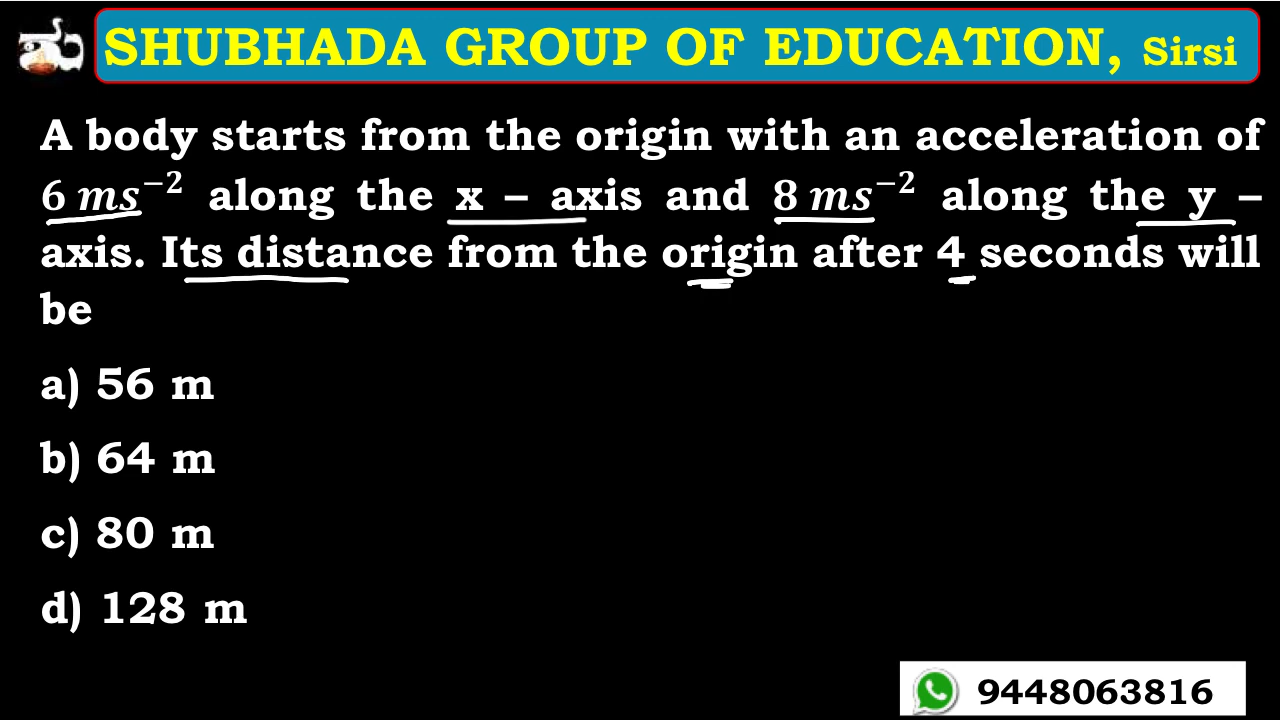 SHUBHADA GROUP OF EDUCATION, Sirsi
A body starts from the origin with an acceleration of
6 ms⁻² along the x – axis and 8 ms⁻² along the y –
axis. Its distance from the origin after 4 seconds will
be
a) 56 m
b) 64 m
c) 80 m
d) 128 m
9448063816